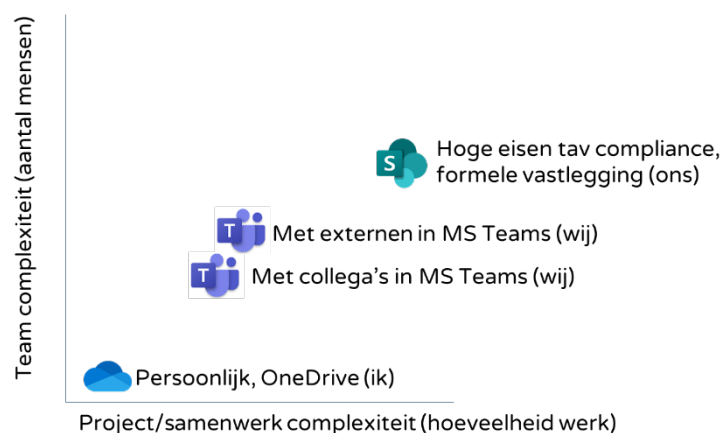 Team complexiteit (aantal mensen)
S
Hoge eisen tav compliance,
formele vastlegging (ons)
T
Met externen in MS Teams (wij)
T
Met collega's in MS Teams (wij)
Persoonlijk, OneDrive (ik)
Project/samenwerk complexiteit (hoeveelheid werk)